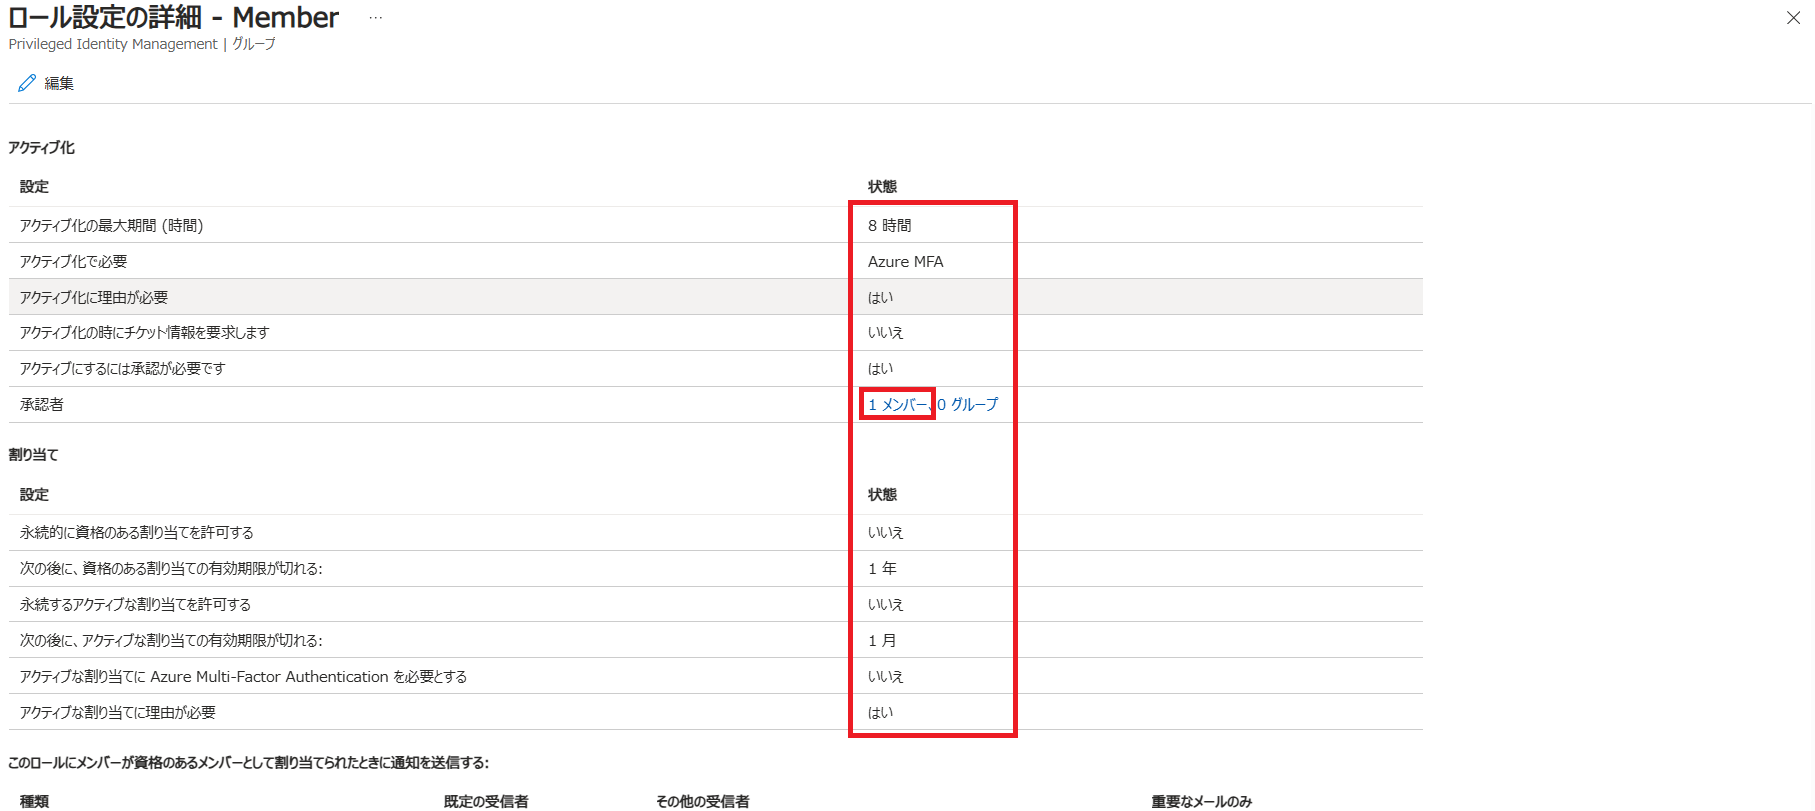 ロール設定の詳細 - Member ...
Privileged Identity Management | グループ
編集
アクティブ化
設定 状態
アクティブ化の最大期間 (時間) 8 時間
アクティブ化で必要 Azure MFA
アクティブ化に理由が必要 はい
アクティブ化の時にチケット情報を要求します いいえ
アクティブにするには承認が必要です はい
承認者 1 メンバー、0 グループ
割り当て
設定 状態
永続的に資格のある割り当てを許可する いいえ
次の後に、資格のある割り当ての有効期限が切れる: 1 年
永続するアクティブな割り当てを許可する いいえ
次の後に、アクティブな割り当ての有効期限が切れる: 1 月
アクティブな割り当てに Azure Multi-Factor Authentication を必要とする いいえ
アクティブな割り当てに理由が必要 はい
このロールにメンバーが資格のあるメンバーとして割り当てられたときに通知を送信する:
種類 既定の受信者 その他の受信者 重要なメールのみ